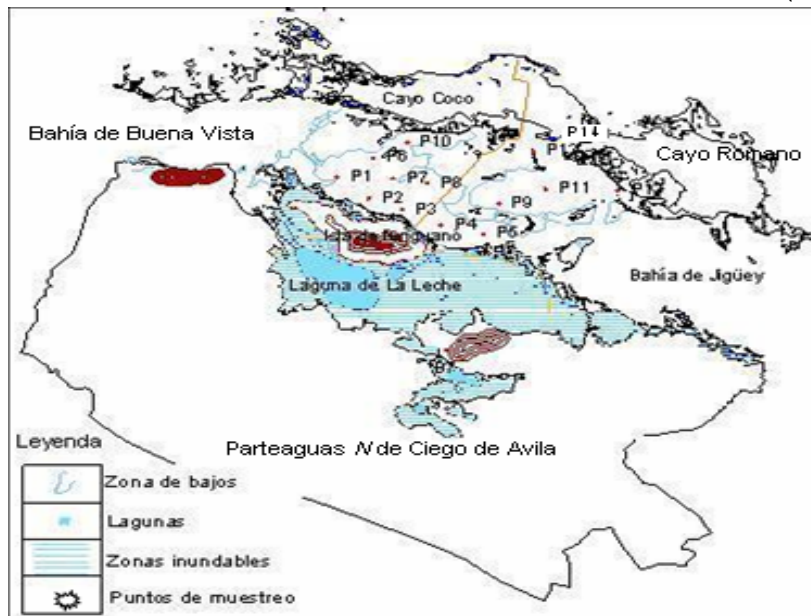 Cayo Coco
Bahía de Buena Vista
P14
P10
Cayo Romano
P6
P1
P7
P8
P11
P2
P9
P3
P4
Isla de
Laguna de La Leche
Bahía de Jigüey
Parteaguas N de Ciego de Avila
Leyenda
Zona de bajos
Lagunas
Zonas inundables
Puntos de muestreo